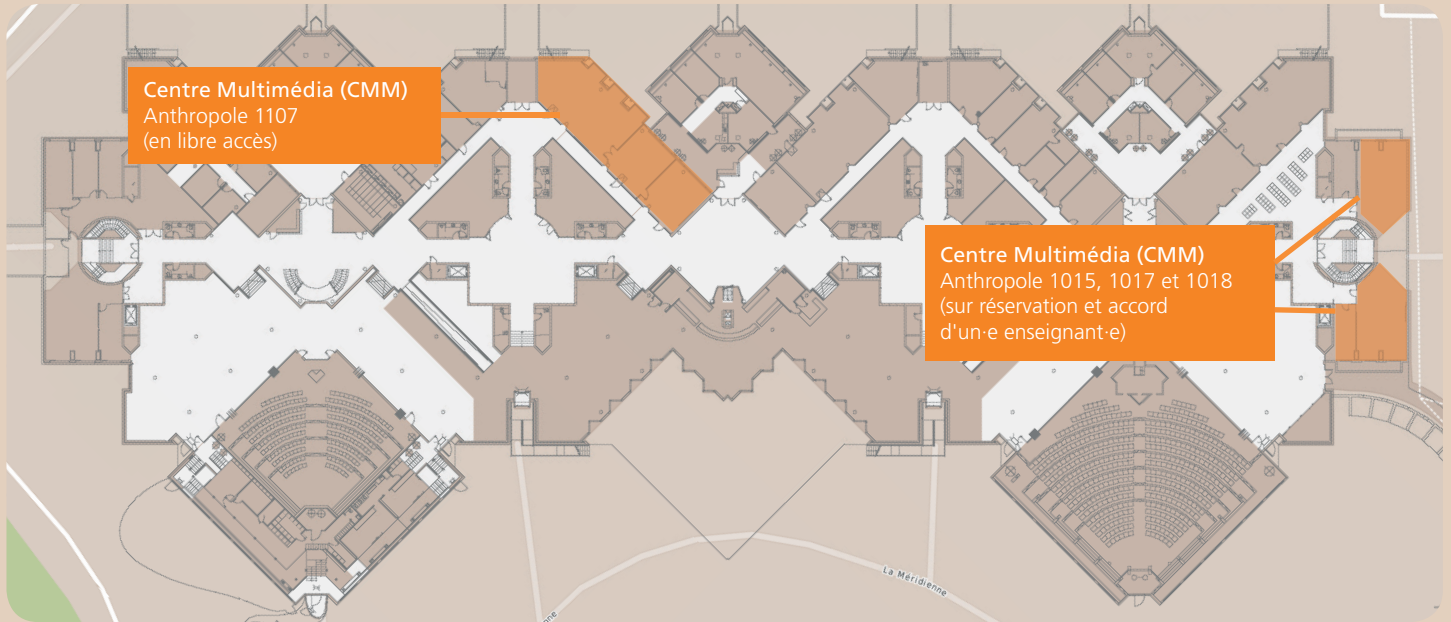 Centre Multimédia (CMM)
Anthropole 1107
(en libre accès)
Centre Multimédia (CMM)
Anthropole 1015, 1017 et 1018
(sur réservation et accord
d'un·e enseignant·e)
La Méridienne